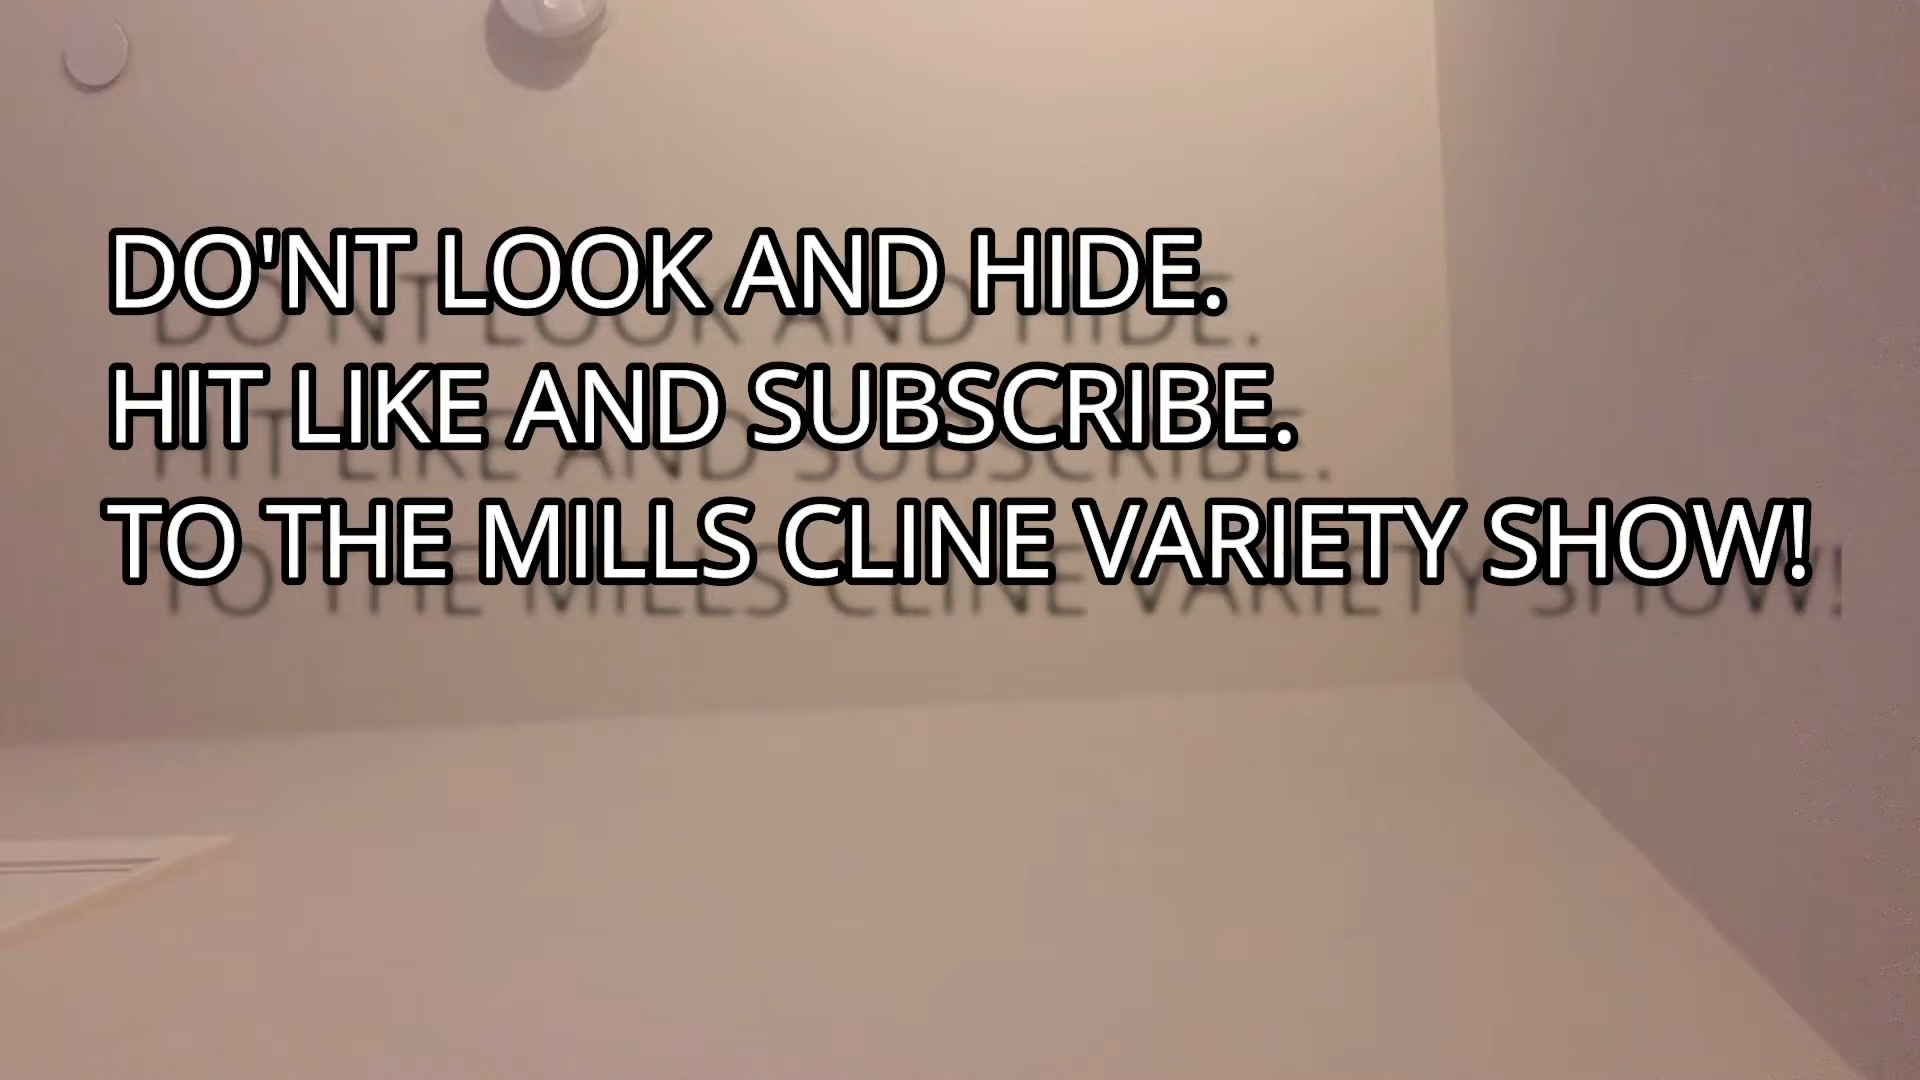 DO'NT LOOK AND HIDE.
HIT LIKE AND SUBSCRIBE.
TO THE MILLS CLINE VARIETY SHOW!